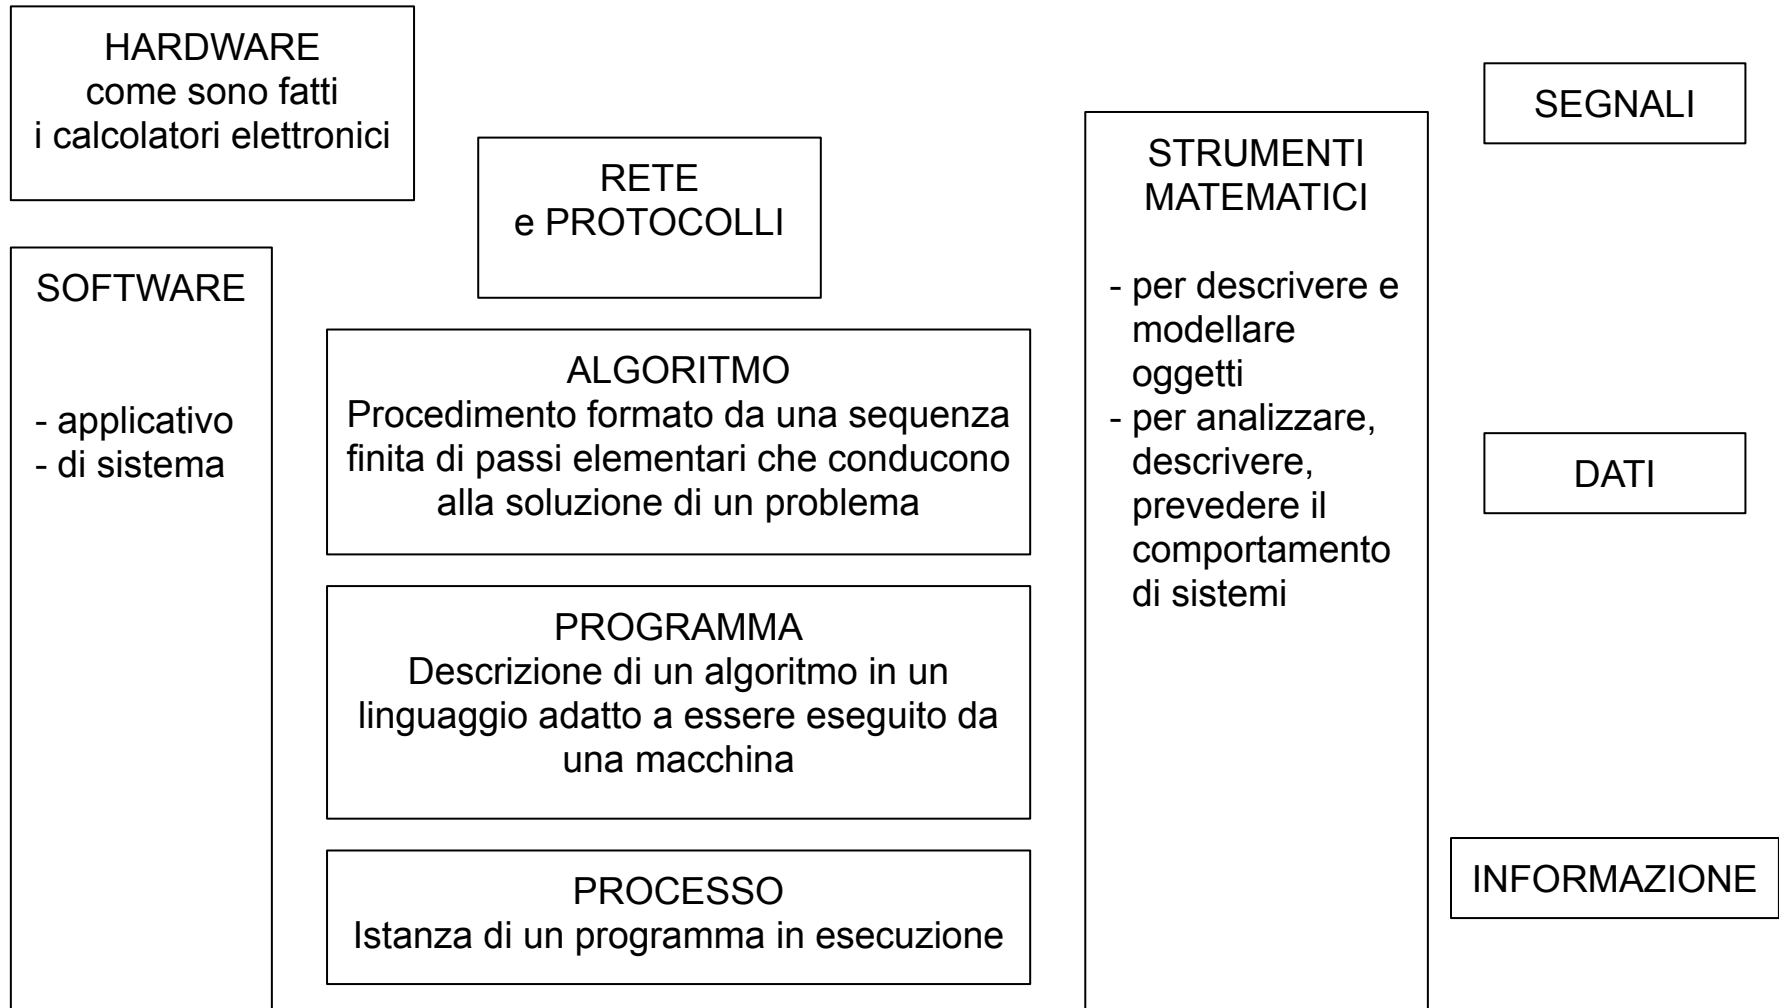 HARDWARE
come sono fatti
i calcolatori elettronici
SOFTWARE
- applicativo
- di sistema
RETE
e PROTOCOLLI
ALGORITMO
Procedimento formato da una sequenza
finita di passi elementari che conducono
alla soluzione di un problema
PROGRAMMA
Descrizione di un algoritmo in un
linguaggio adatto a essere eseguito da
una macchina
PROCESSO
Istanza di un programma in esecuzione
STRUMENTI
MATEMATICI
- per descrivere e
modellare
oggetti
- per analizzare,
descrivere,
prevedere il
comportamento
di sistemi
SEGNALI
DATI
INFORMAZIONE